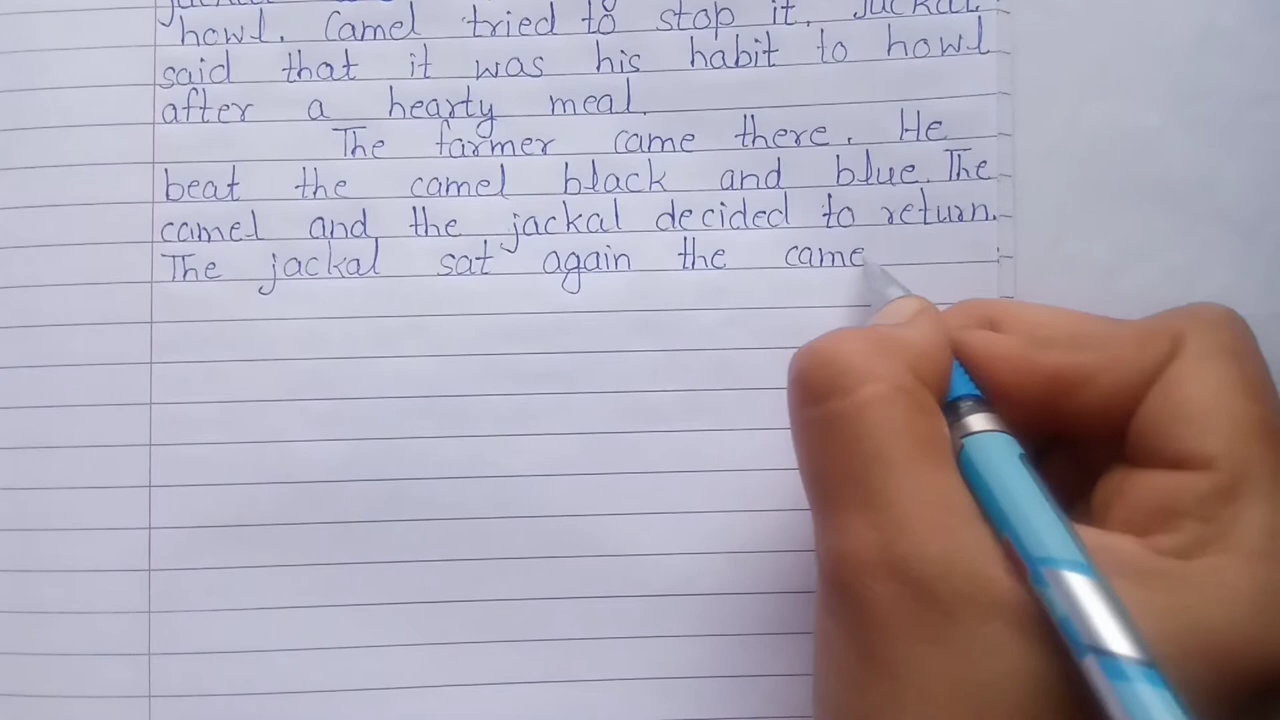 howl. Camel tried to stop it. Jackal
said that it was his habit to howl
after a hearty meal.
The farmer came there. He
beat the camel black and blue. The
camel and the jackal decided to return.
The jackal sat again the came